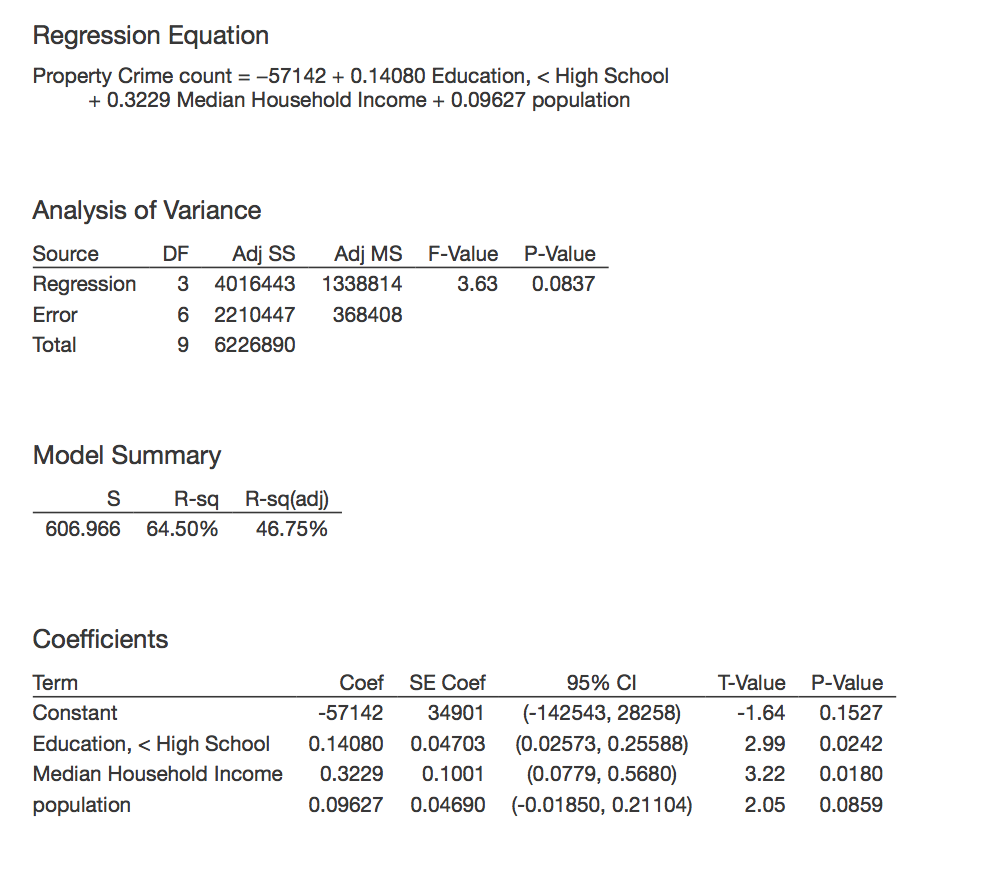 Regression Equation
Property Crime count = –57142 + 0.14080 Education, < High School
+ 0.3229 Median Household Income + 0.09627 population
Analysis of Variance
Source DF Adj SS Adj MS F-Value P-Value
Regression 3 4016443 1338814 3.63 0.0837
Error 6 2210447 368408
Total 9 6226890
Model Summary
S R-sq R-sq(adj)
606.966 64.50% 46.75%
Coefficients
Term Coef SE Coef 95% CI T-Value P-Value
Constant -57142 34901 (-142543, 28258) -1.64 0.1527
Education, < High School 0.14080 0.04703 (0.02573, 0.25588) 2.99 0.0242
Median Household Income 0.3229 0.1001 (0.0779, 0.5680) 3.22 0.0180
population 0.09627 0.04690 (-0.01850, 0.21104) 2.05 0.0859